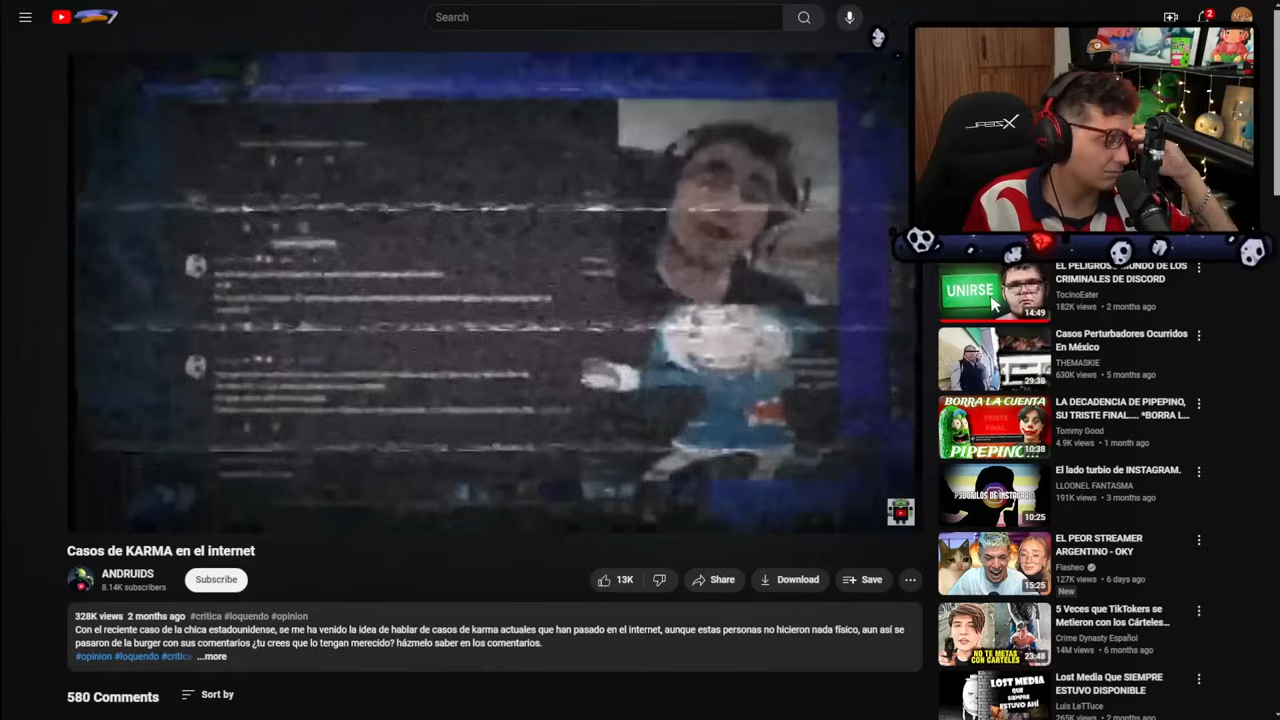 Search
2
XZEAL
EL PELIGROSO MUNDO DE LOS
CRIMINALES DE DISCORD
TocinoEater
182K views • 2 months ago
UNIRSE
14:49
Casos Perturbadores Ocurridos
En México
THEMASKIE
630K views • 5 months ago
29:38
BORRA LA CUENTA
TRISTE
FINAL
PIPEPINO...
10:38
LA DECADENCIA DE PIPEPINO,
SU TRISTE FINAL.... *BORRA L...
Tommy Good
4.9K views • 1 month ago
El lado turbio de INSTAGRAM.
LLOONEL FANTASMA
191K views • 3 months ago
10:25
EL PEOR STREAMER
ARGENTINO - OKY
Flasheo
127K views • 6 days ago
New
15:25
5 Veces que TikTokers se
Metieron con los Cárteles...
Crime Dynasty Español
14M views • 6 months ago
NO TE METAS
CON CARTELES
23:48
Lost Media Que SIEMPRE
ESTUVO DISPONIBLE
Luis LeTTuce
265K views • 2 months ago
LOST MEDIA
QUE
SIEMPRE
ESTUVO
Casos de KARMA en el internet
ANDRUIDS
8.14K subscribers
Subscribe
13K
Share
Download
Save
328K views 2 months ago #critica #loquendo #opinion
Con el reciente caso de la chica estadounidense, se me ha venido la idea de hablar de casos de karma actuales que han pasado en el internet, aunque estas personas no hicieron nada físico, aun así se
pasaron de la burger con sus comentarios ¿tu crees que lo tengan merecido? házmelo saber en los comentarios.
#opinion #loquendo #critica ...more
580 Comments
Sort by